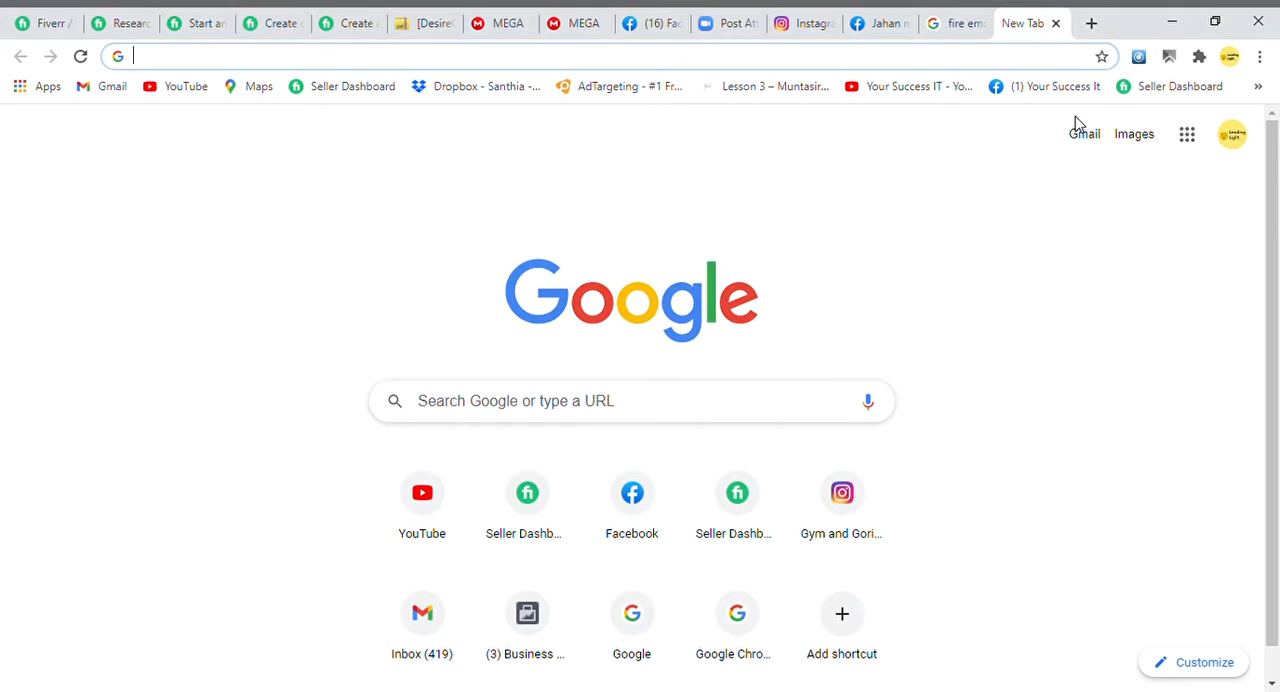 Fiverr / Researc Start an Create Create [Desire MEGA MEGA (16) Fac Post Att Instagra Jahan n fire em New Tab
Apps Gmail YouTube Maps Seller Dashboard Dropbox - Santhia -... AdTargeting - #1 Fr... Lesson 3 – Muntasir... Your Success IT - Yo... (1) Your Success It Seller Dashboard »
Gmail Images
Google
Search Google or type a URL
YouTube Seller Dashb... Facebook Seller Dashb... Gym and Gori...
Inbox (419) (3) Business ... Google Google Chro... Add shortcut
Customize